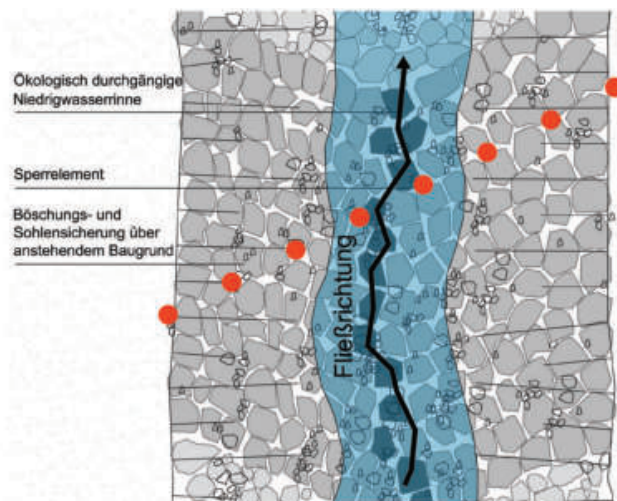 Ökologisch durchgängige
Niedrigwasserrinne
Sperrelement
Böschungs- und
Sohlensicherung über
anstehendem Baugrund
Fließrichtung